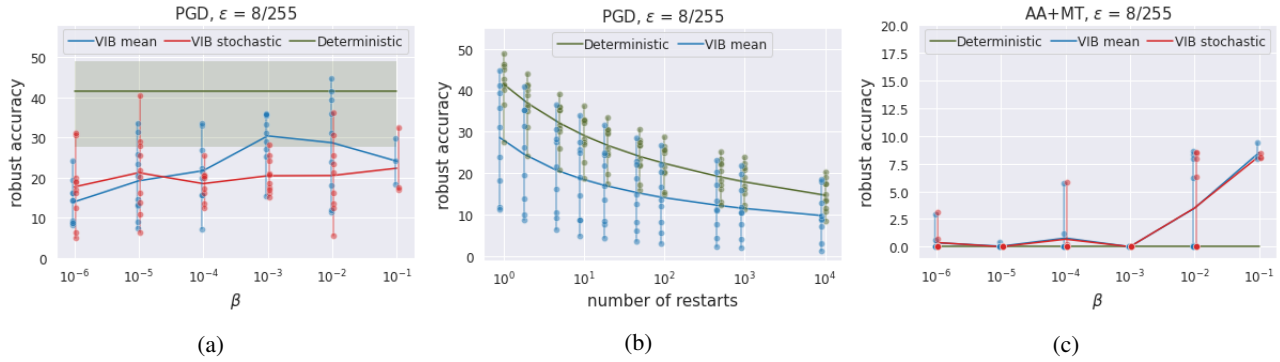 PGD, ε = 8/255
VIB mean VIB stochastic Deterministic
robust accuracy
60
50
40
30
20
10
0
10⁻⁶ 10⁻⁵ 10⁻⁴ 10⁻³ 10⁻² 10⁻¹
β
(a)
PGD, ε = 8/255
Deterministic VIB mean
robust accuracy
50
40
30
20
10
0
10⁰ 10¹ 10² 10³ 10⁴
number of restarts
(b)
AA+MT, ε = 8/255
Deterministic VIB mean VIB stochastic
robust accuracy
20.0
17.5
15.0
12.5
10.0
7.5
5.0
2.5
0.0
10⁻⁶ 10⁻⁵ 10⁻⁴ 10⁻³ 10⁻² 10⁻¹
β
(c)